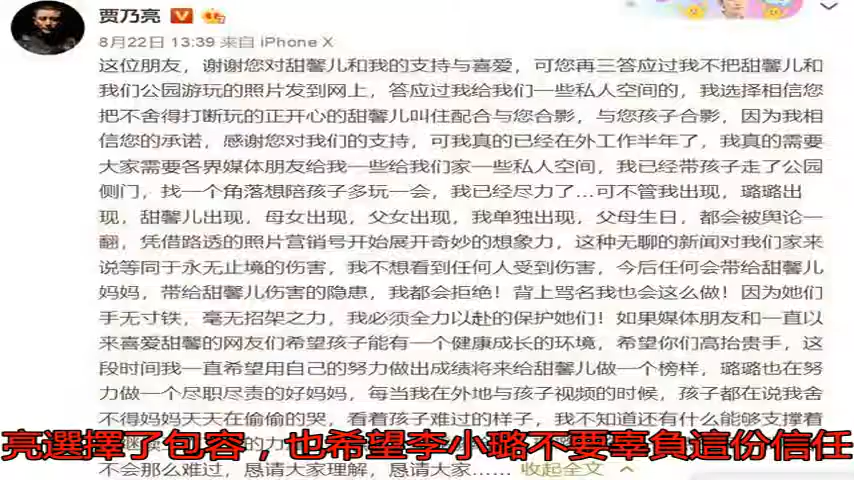 贾乃亮
8月22日 13:39 来自 iPhone X
这位朋友，谢谢您对甜馨儿和我的支持与喜爱，可您再三答应过我不把甜馨儿和
我们公园游玩的照片发到网上，答应过我给我们一些私人空间的，我选择相信您
把不舍得打断玩的正开心的甜馨儿叫住配合与您合影，与您孩子合影，因为我相
信您的承诺，感谢您对我们的支持，可我真的已经在外工作半年了，我真的需要
大家需要各界媒体朋友给我一些给我们家一些私人空间，我已经带孩子走了公园
侧门，找一个角落想陪孩子多玩一会，我已经尽力了...可不管我出现，璐璐出
现，甜馨儿出现，母女出现，父女出现，我单独出现，父母生日，都会被舆论一
翻，凭借路透的照片营销号开始展开奇妙的想象力，这种无聊的新闻对我们家来
说等同于永无止境的伤害，我不想看到任何人受到伤害，今后任何会带给甜馨儿
妈妈，带给甜馨儿伤害的隐患，我都会拒绝！背上骂名我也会这么做！因为她们
手无寸铁，毫无招架之力，我必须全力以赴的保护她们！如果媒体朋友和一直以
来喜爱甜馨的网友们希望孩子能有一个健康成长的环境，希望你们高抬贵手，这
段时间我一直希望用自己的努力做出成绩将来给甜馨儿做一个榜样，璐璐也在努
力做一个尽职尽责的好妈妈，每当我在外地与孩子视频的时候，孩子都在说我舍
不得妈妈天天在偷偷的哭，看着孩子难过的样子，我不知道还有什么能够支撑着
亮選擇了包容，也希望李小璐不要辜負這份信任
不会那么难过，恳请大家理解，恳请大家...... 收起全文